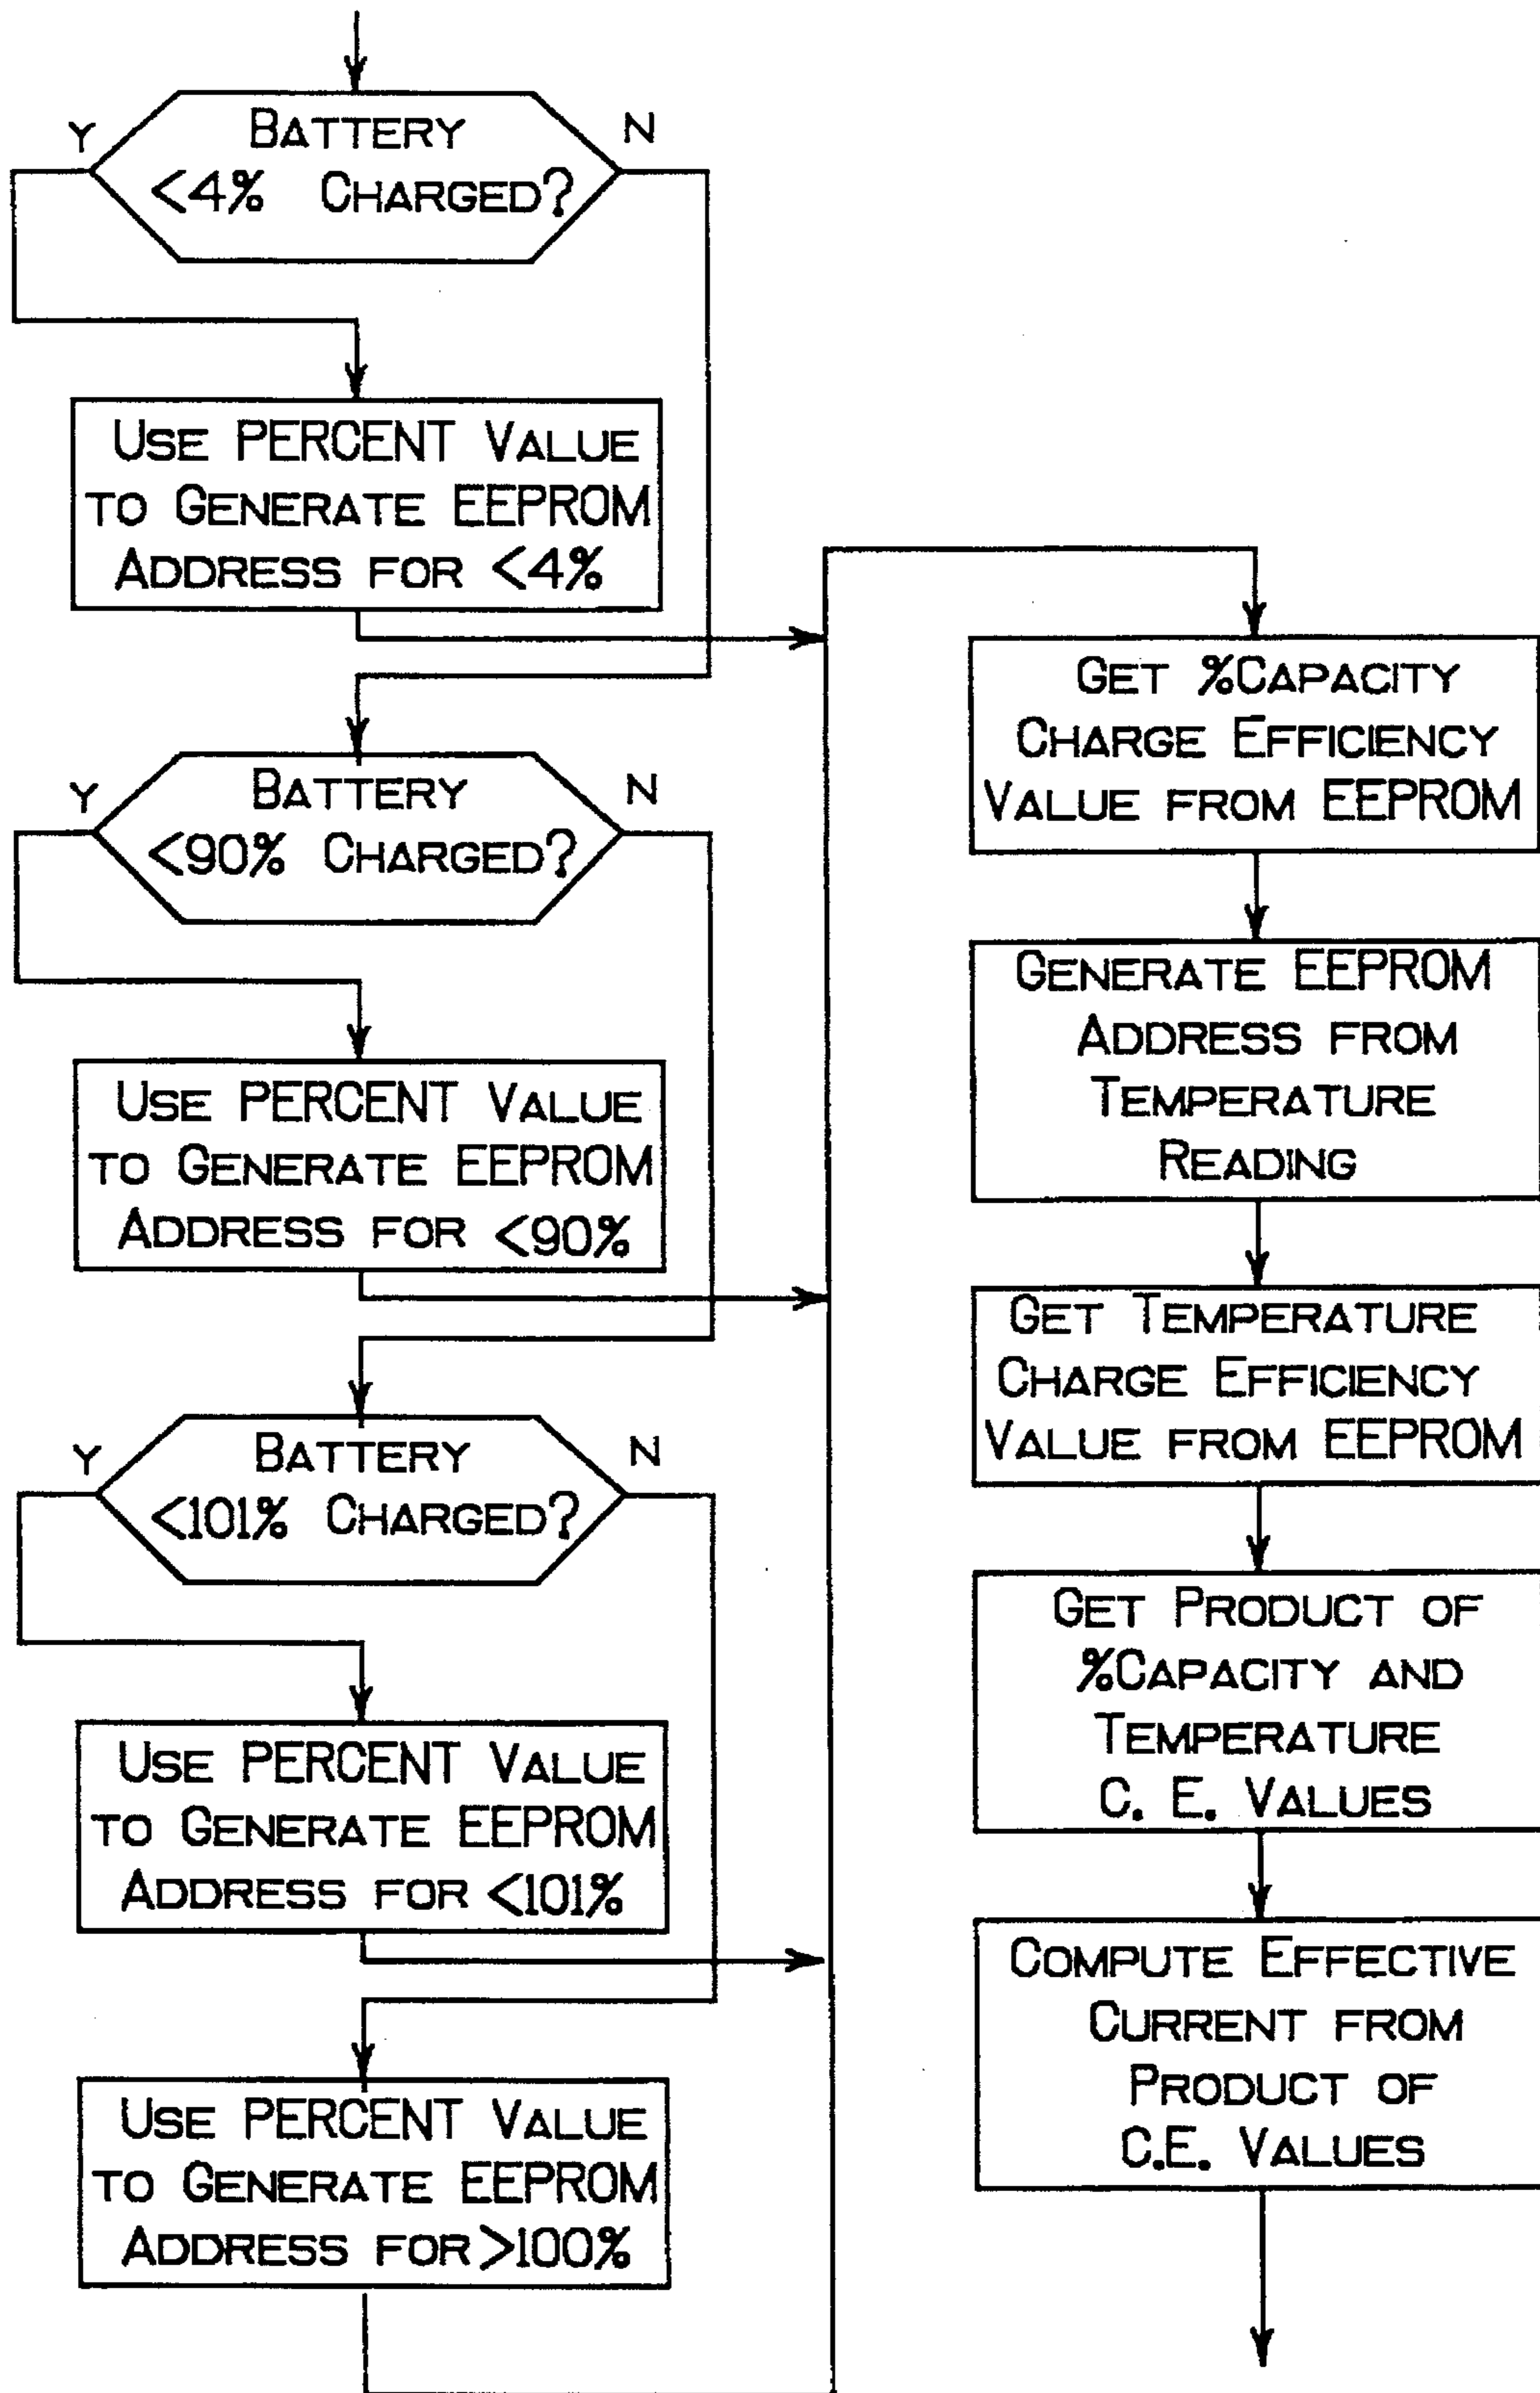 Y
BATTERY
N
<4% CHARGED?
USE PERCENT VALUE
TO GENERATE EEPROM
ADDRESS FOR <4%
Y
BATTERY
N
<90% CHARGED?
USE PERCENT VALUE
TO GENERATE EEPROM
ADDRESS FOR <90%
Y
BATTERY
N
<101% CHARGED?
USE PERCENT VALUE
TO GENERATE EEPROM
ADDRESS FOR <101%
USE PERCENT VALUE
TO GENERATE EEPROM
ADDRESS FOR >100%
GET %CAPACITY
CHARGE EFFICIENCY
VALUE FROM EEPROM
GENERATE EEPROM
ADDRESS FROM
TEMPERATURE
READING
GET TEMPERATURE
CHARGE EFFICIENCY
VALUE FROM EEPROM
GET PRODUCT OF
%CAPACITY AND
TEMPERATURE
C. E. VALUES
COMPUTE EFFECTIVE
CURRENT FROM
PRODUCT OF
C.E. VALUES